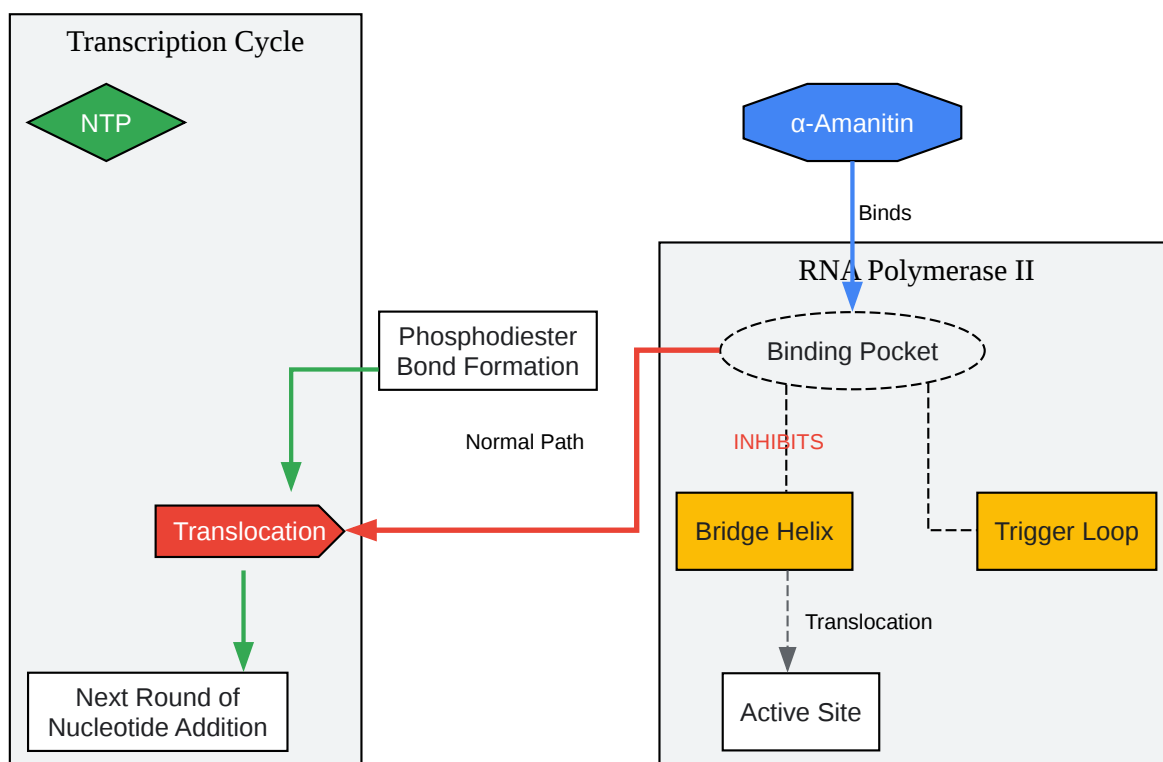 Transcription Cycle
NTP
α-Amanitin
Binds
RNA Polymerase II
Phosphodiester
Bond Formation
Binding Pocket
Normal Path
INHIBITS
Translocation
Bridge Helix
Trigger Loop
Translocation
Next Round of
Nucleotide Addition
Active Site